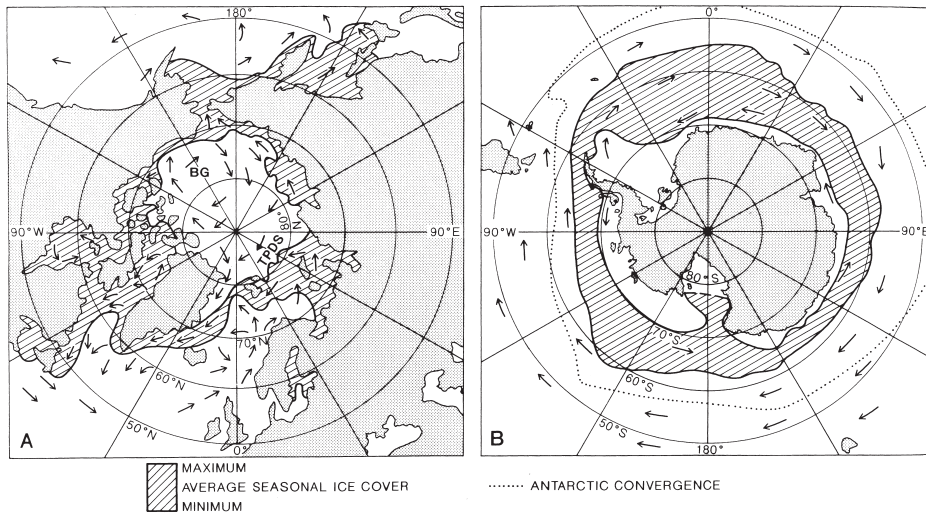 180°
BG
90°W
80°
N
90°E
TPDS
70°N
60°N
50°N
0°
A
B
0°
90°W
90°E
80°S
70°S
60°S
50°S
180°
MAXIMUM
AVERAGE SEASONAL ICE COVER
MINIMUM
ANTARCTIC CONVERGENCE